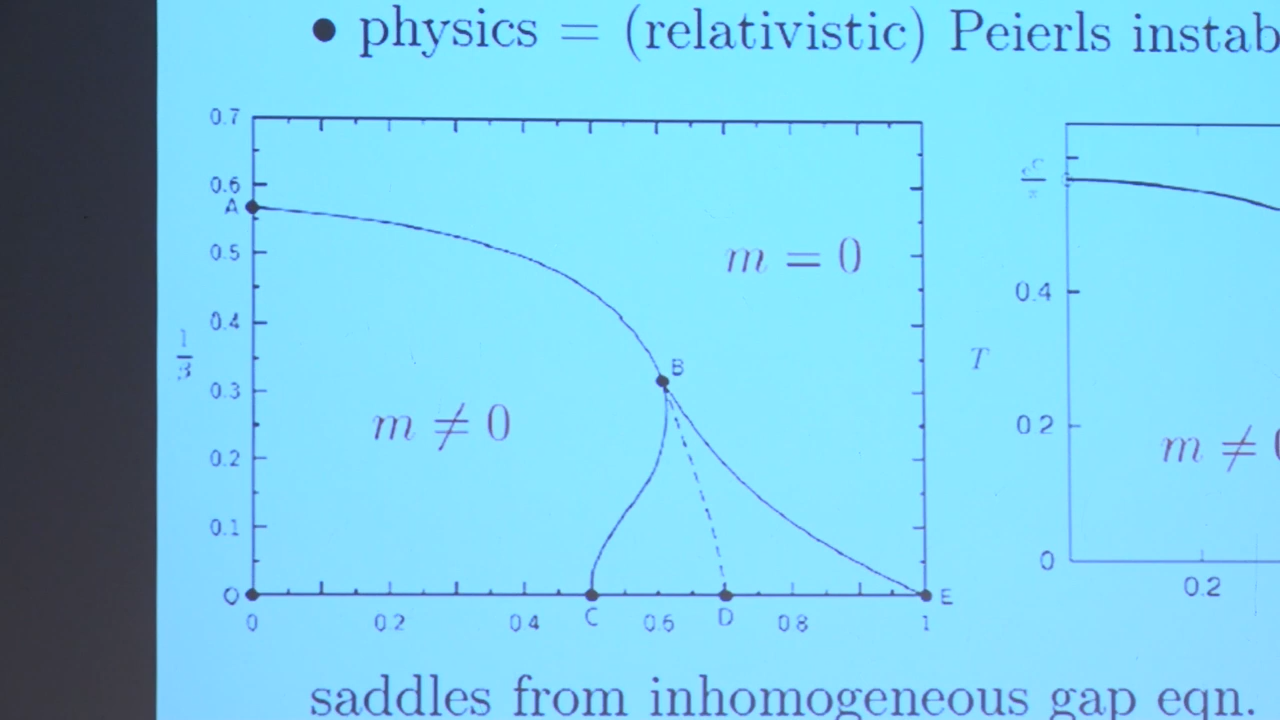 • physics = (relativistic) Peierls instab
0.7
0.6
A
0.5
m = 0
0.4
1/β
B
0.3
m ≠ 0
0.2
0.1
O
E
0 0.2 0.4 C 0.6 D 0.8 1
0.4
T
0.2
m ≠ 0
0
0.2
saddles from inhomogeneous gap eqn.